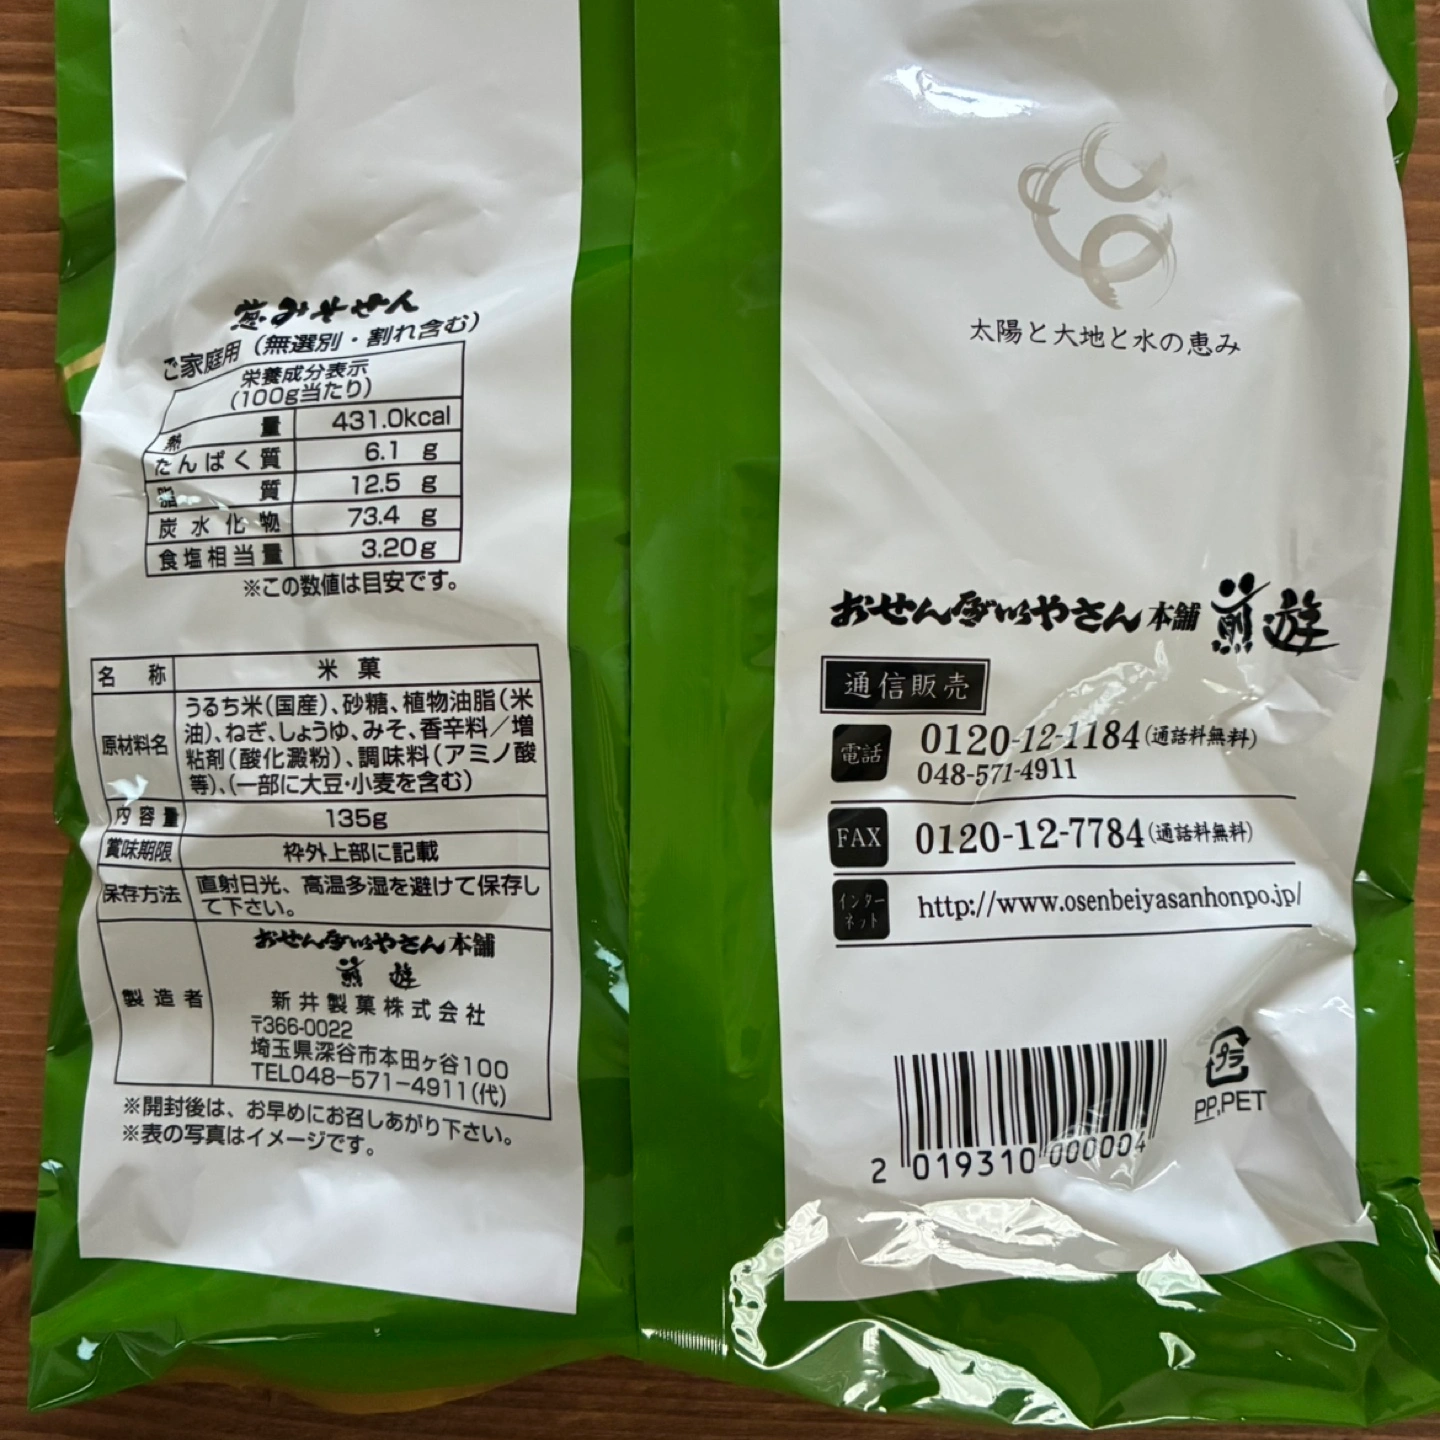 葱みそせん
ご家庭用（無選別・割れ含む）
栄養成分表示
（100g当たり）
熱量 431.0kcal
たんぱく質 6.1 g
脂質 12.5 g
炭水化物 73.4 g
食塩相当量 3.20g
※この数値は目安です。
名称 米菓
原材料名 うるち米（国産）、砂糖、植物油脂（米
油）、ねぎ、しょうゆ、みそ、香辛料／増
粘剤（酸化澱粉）、調味料（アミノ酸
等）、（一部に大豆・小麦を含む）
内容量 135g
賞味期限 枠外上部に記載
保存方法 直射日光、高温多湿を避けて保存し
て下さい。
製造者 おせんべいやさん本舗
煎遊
新井製菓株式会社
〒366-0022
埼玉県深谷市本田ヶ谷100
TEL048-571-4911（代）
※開封後は、お早めにお召しあがり下さい。
※表の写真はイメージです。
太陽と大地と水の恵み
おせんべいやさん本舗 煎遊
通信販売
電話 0120-12-1184（通話料無料）
048-571-4911
FAX 0120-12-7784（通話料無料）
インターネット http://www.osenbeiyasanhonpo.jp/
2 019310 000004
プラ
PP,PET